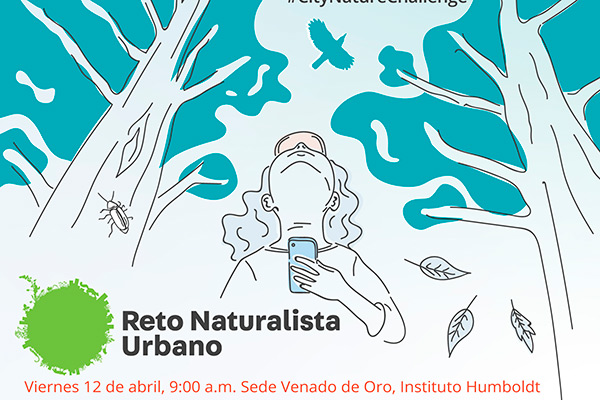 #CityNatureChallenge
Reto Naturalista
Urbano
Viernes 12 de abril, 9:00 a.m. Sede Venado de Oro, Instituto Humboldt